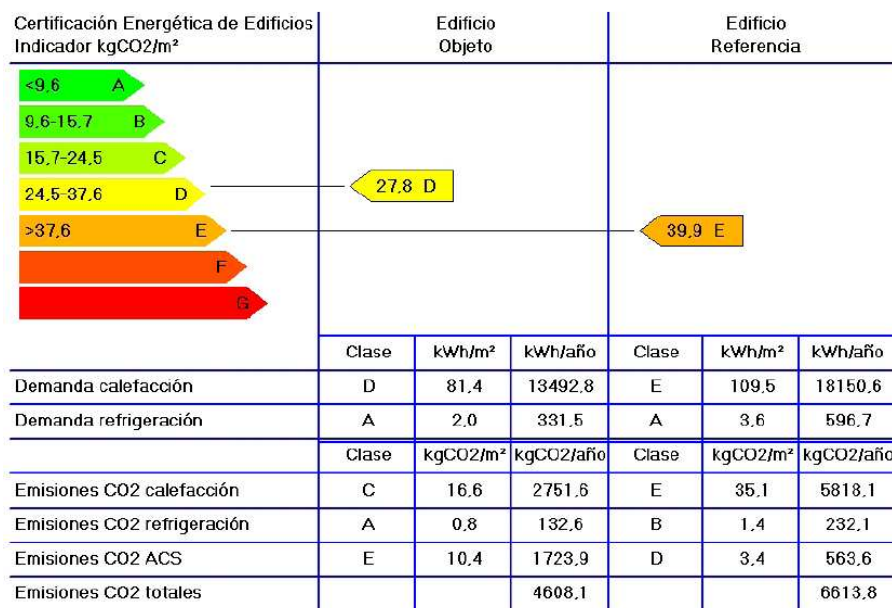 Certificación Energética de Edificios
Indicador kgCO2/m²
Edificio
Objeto
Edificio
Referencia
<9,6 A
9,6-15,7 B
15,7-24,5 C
24,5-37,6 D
27,8 D
>37,6 E
39,9 E
F
G
Clase kWh/m² kWh/año Clase kWh/m² kWh/año
Demanda calefacción D 81,4 13492,8 E 109,5 18150,6
Demanda refrigeración A 2,0 331,5 A 3,6 596,7
Clase kgCO2/m² kgCO2/año Clase kgCO2/m² kgCO2/año
Emisiones CO2 calefacción C 16,6 2751,6 E 35,1 5818,1
Emisiones CO2 refrigeración A 0,8 132,6 B 1,4 232,1
Emisiones CO2 ACS E 10,4 1723,9 D 3,4 563,6
Emisiones CO2 totales 4608,1 6613,8